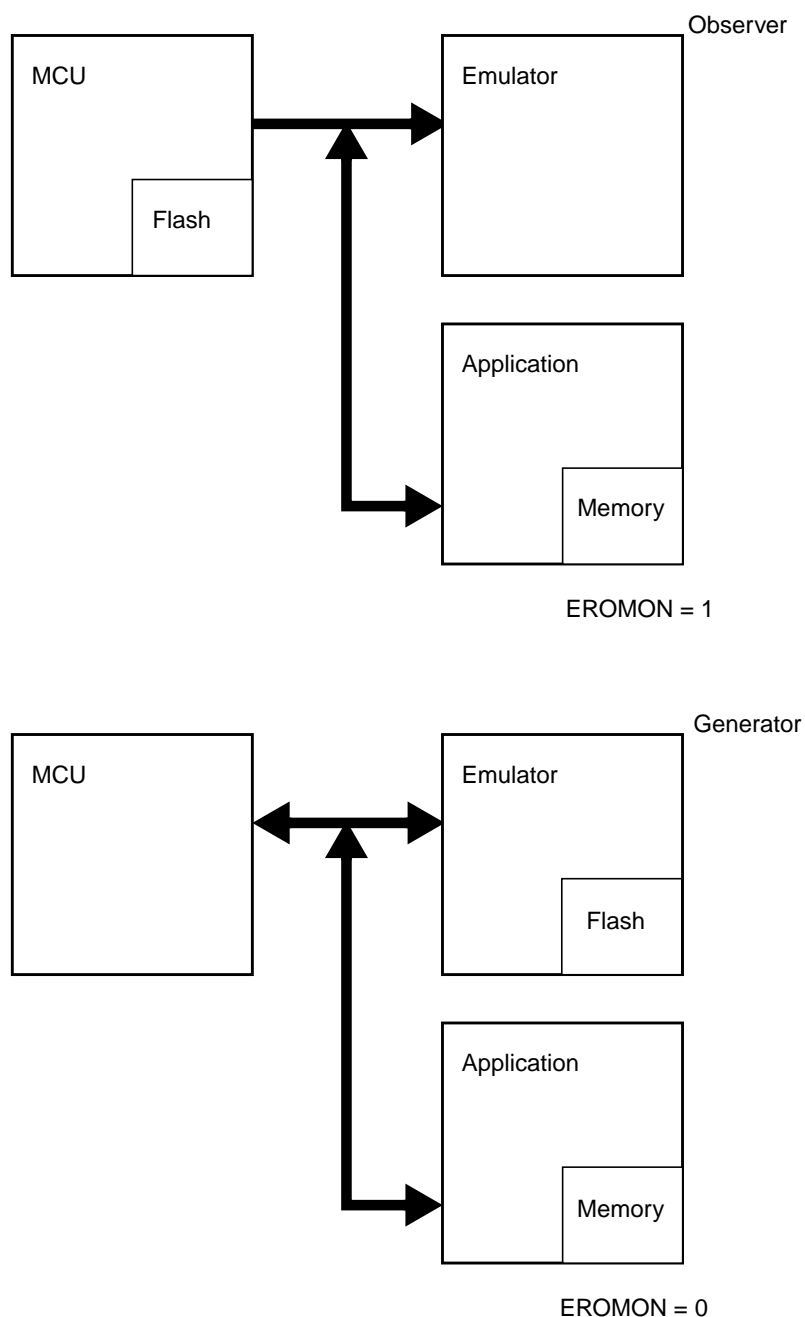 Observer
MCU
Emulator
Flash
Application
Memory
EROMON = 1
Generator
MCU
Emulator
Flash
Application
Memory
EROMON = 0